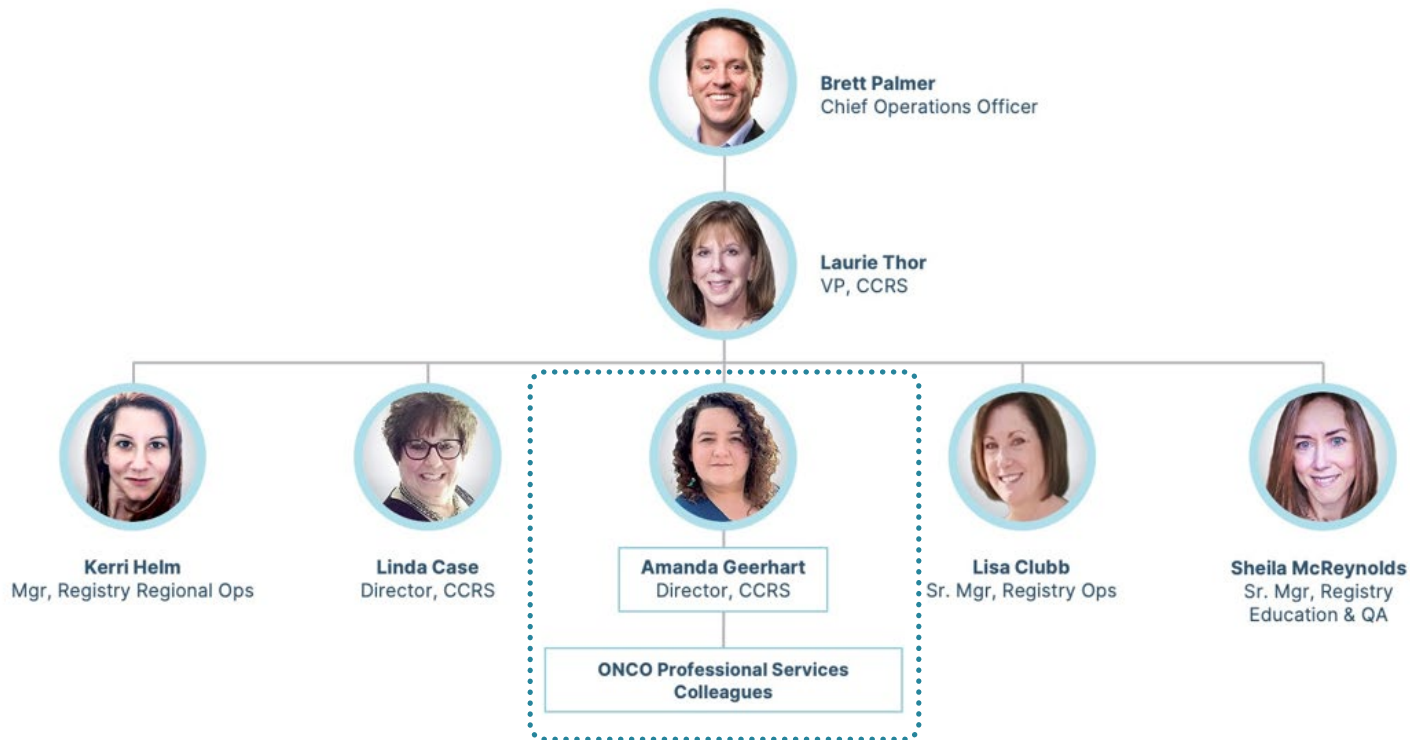 Brett Palmer
Chief Operations Officer
Laurie Thor
VP, CCRS
Kerri Helm
Mgr, Registry Regional Ops
Linda Case
Director, CCRS
Amanda Geerhart
Director, CCRS
Lisa Clubb
Sr. Mgr, Registry Ops
Sheila McReynolds
Sr. Mgr, Registry
Education & QA
ONCO Professional Services
Colleagues